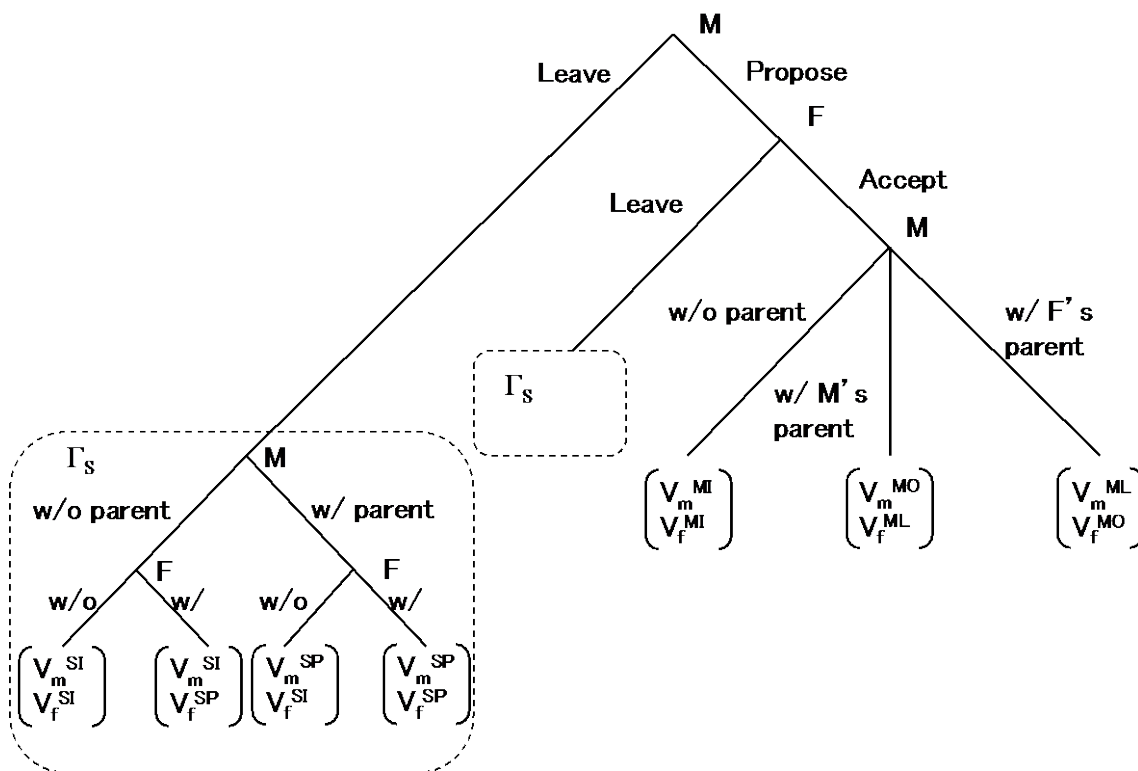 M
Leave
Propose
F
Accept
Leave
M
w/o parent
w/ F's
parent
Γs
w/ M's
parent
Γs
M
w/o parent
w/ parent
V_m^MI
V_f^MI
V_m^MO
V_f^ML
V_m^ML
V_f^MO
F
F
w/o
w/
w/o
w/
V_m^SI
V_f^SI
V_m^SI
V_f^SP
V_m^SP
V_f^SI
V_m^SP
V_f^SP